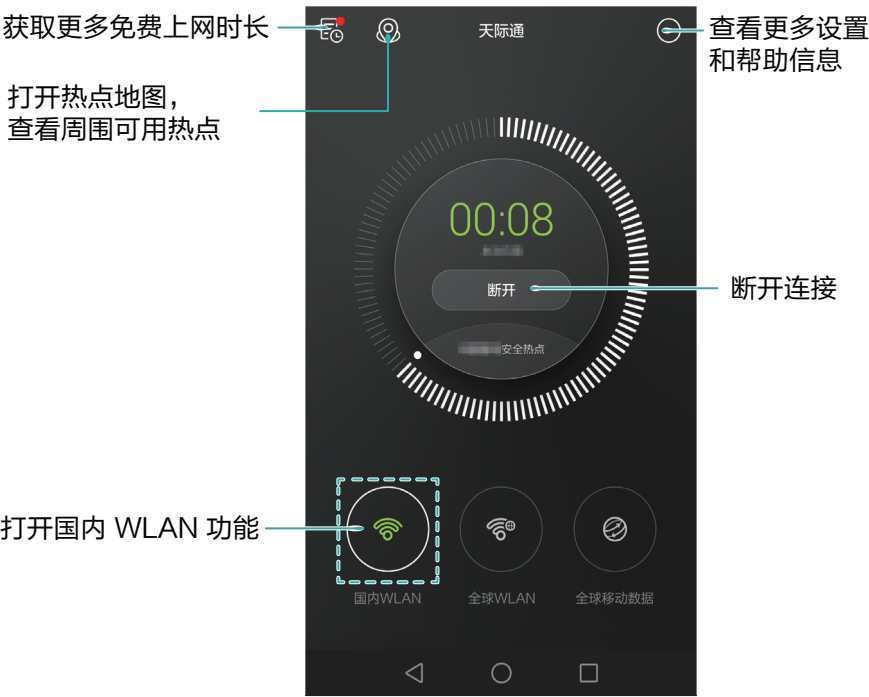 获取更多免费上网时长
天际通
查看更多设置
和帮助信息
打开热点地图，
查看周围可用热点
00:08
断开
断开连接
安全热点
打开国内 WLAN 功能
国内WLAN
全球WLAN
全球移动数据